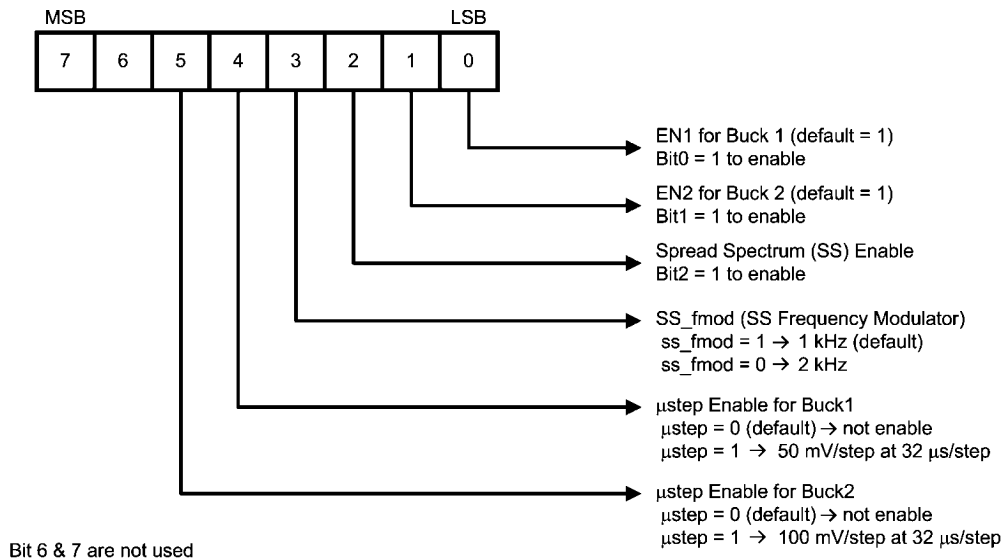 MSB LSB
7 6 5 4 3 2 1 0
EN1 for Buck 1 (default = 1)
Bit0 = 1 to enable
EN2 for Buck 2 (default = 1)
Bit1 = 1 to enable
Spread Spectrum (SS) Enable
Bit2 = 1 to enable
SS_fmod (SS Frequency Modulator)
ss_fmod = 1 → 1 kHz (default)
ss_fmod = 0 → 2 kHz
μstep Enable for Buck1
μstep = 0 (default) → not enable
μstep = 1 → 50 mV/step at 32 μs/step
μstep Enable for Buck2
μstep = 0 (default) → not enable
μstep = 1 → 100 mV/step at 32 μs/step
Bit 6 & 7 are not used